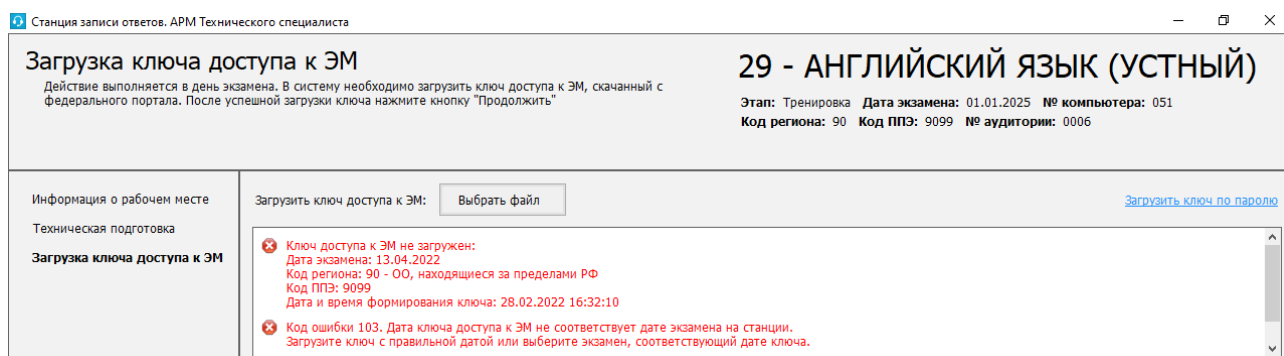 Станция записи ответов. АРМ Технического специалиста
Загрузка ключа доступа к ЭМ
Действие выполняется в день экзамена. В систему необходимо загрузить ключ доступа к ЭМ, скачанный с
федерального портала. После успешной загрузки ключа нажмите кнопку "Продолжить"
29 - АНГЛИЙСКИЙ ЯЗЫК (УСТНЫЙ)
Этап: Тренировка Дата экзамена: 01.01.2025 № компьютера: 051
Код региона: 90 Код ППЭ: 9099 № аудитории: 0006
Информация о рабочем месте
Техническая подготовка
Загрузка ключа доступа к ЭМ
Загрузить ключ доступа к ЭМ: Выбрать файл Загрузить ключ по паролю
Ключ доступа к ЭМ не загружен:
Дата экзамена: 13.04.2022
Код региона: 90 - ОО, находящиеся за пределами РФ
Код ППЭ: 9099
Дата и время формирования ключа: 28.02.2022 16:32:10
Код ошибки 103. Дата ключа доступа к ЭМ не соответствует дате экзамена на станции.
Загрузите ключ с правильной датой или выберите экзамен, соответствующий дате ключа.